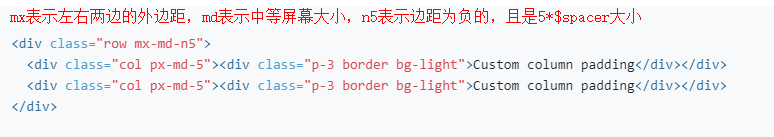 mx表示左右两边的外边距，md表示中等屏幕大小，n5表示边距为负的，且是5*$spacer大小
<div class="row mx-md-n5">
  <div class="col px-md-5"><div class="p-3 border bg-light">Custom column padding</div></div>
  <div class="col px-md-5"><div class="p-3 border bg-light">Custom column padding</div></div>
</div>